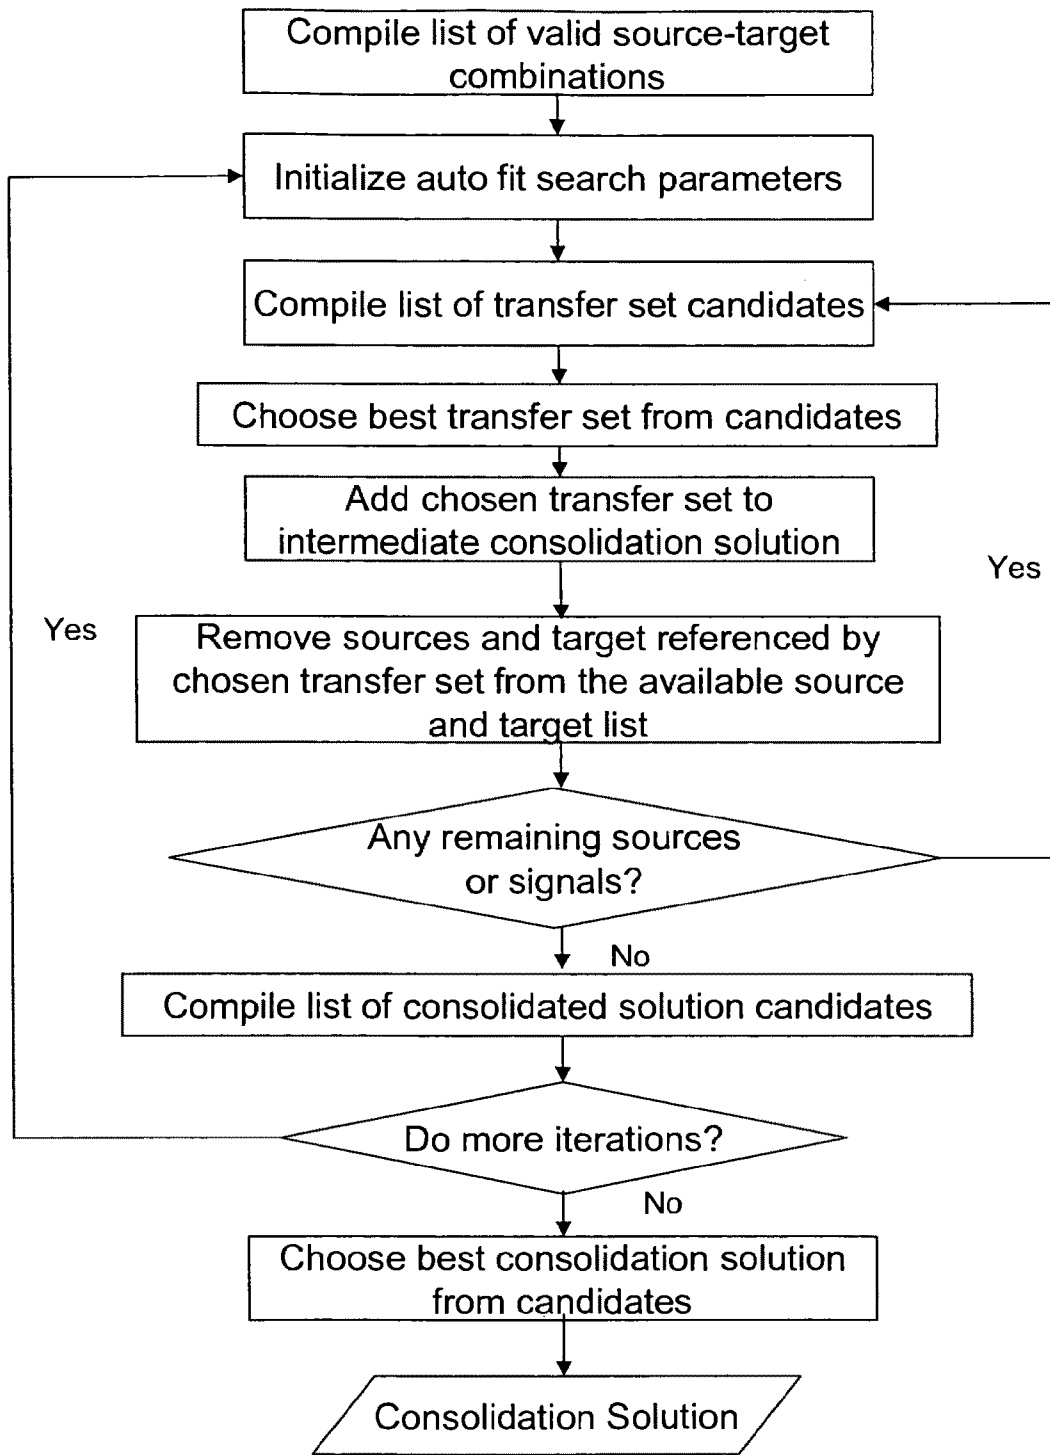 Compile list of valid source-target
combinations
Initialize auto fit search parameters
Compile list of transfer set candidates
Choose best transfer set from candidates
Add chosen transfer set to
intermediate consolidation solution
Yes
Yes
Remove sources and target referenced by
chosen transfer set from the available source
and target list
Any remaining sources
or signals?
No
Compile list of consolidated solution candidates
Do more iterations?
No
Choose best consolidation solution
from candidates
Consolidation Solution